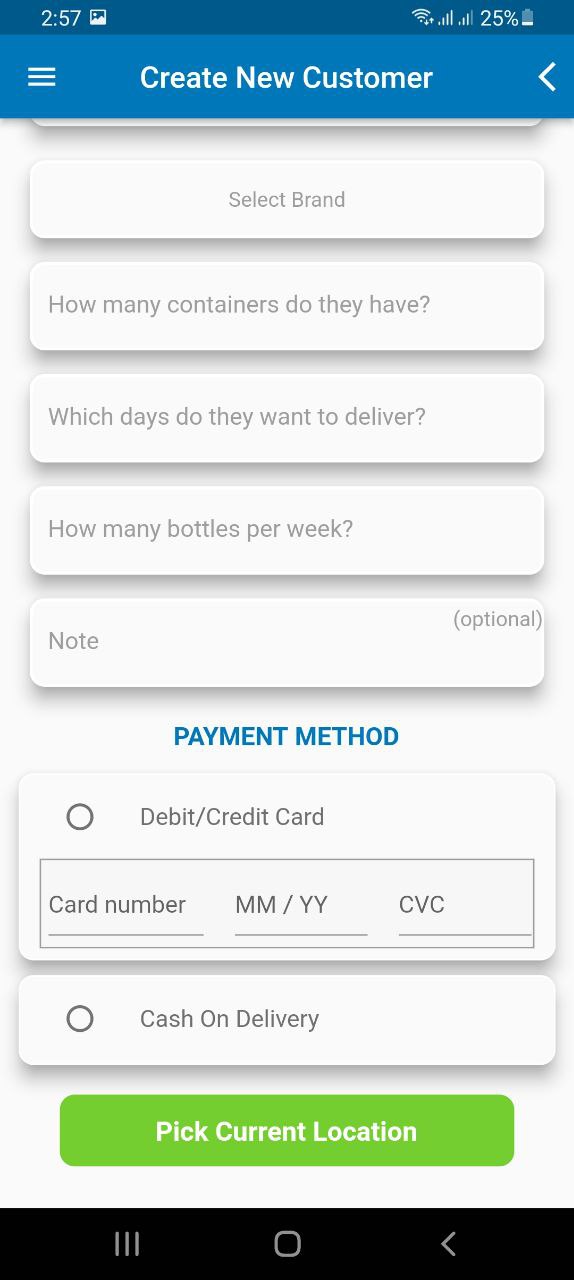 2:57 25%
Create New Customer
Select Brand
How many containers do they have?
Which days do they want to deliver?
How many bottles per week?
(optional)
Note
PAYMENT METHOD
Debit/Credit Card
Card number MM / YY CVC
Cash On Delivery
Pick Current Location